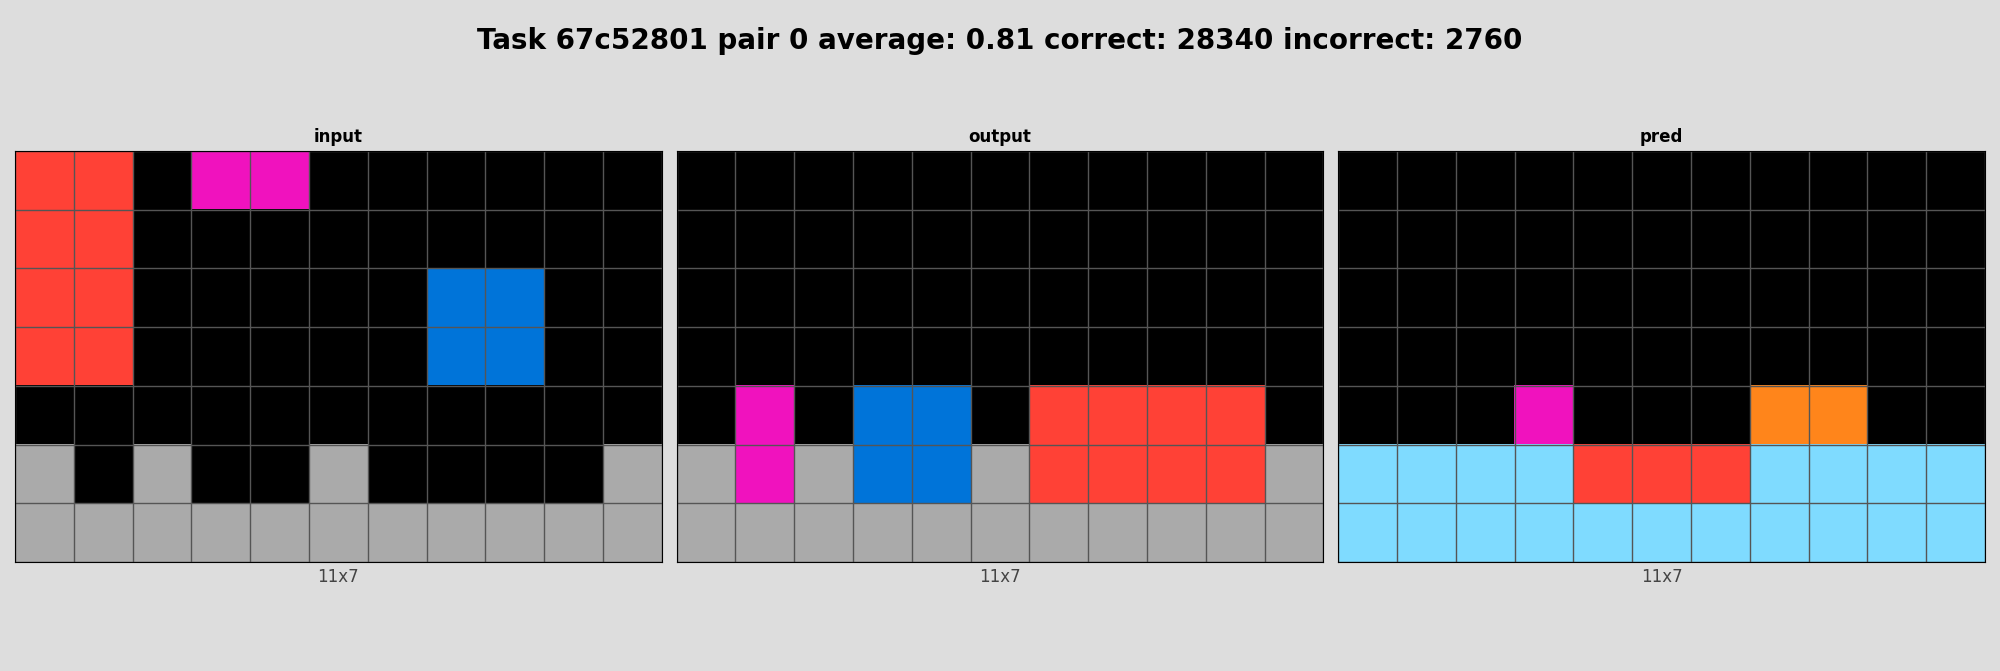 Task 67c52801 pair 0 average: 0.81 correct: 28340 incorrect: 2760
input
output
pred
11x7
11x7
11x7